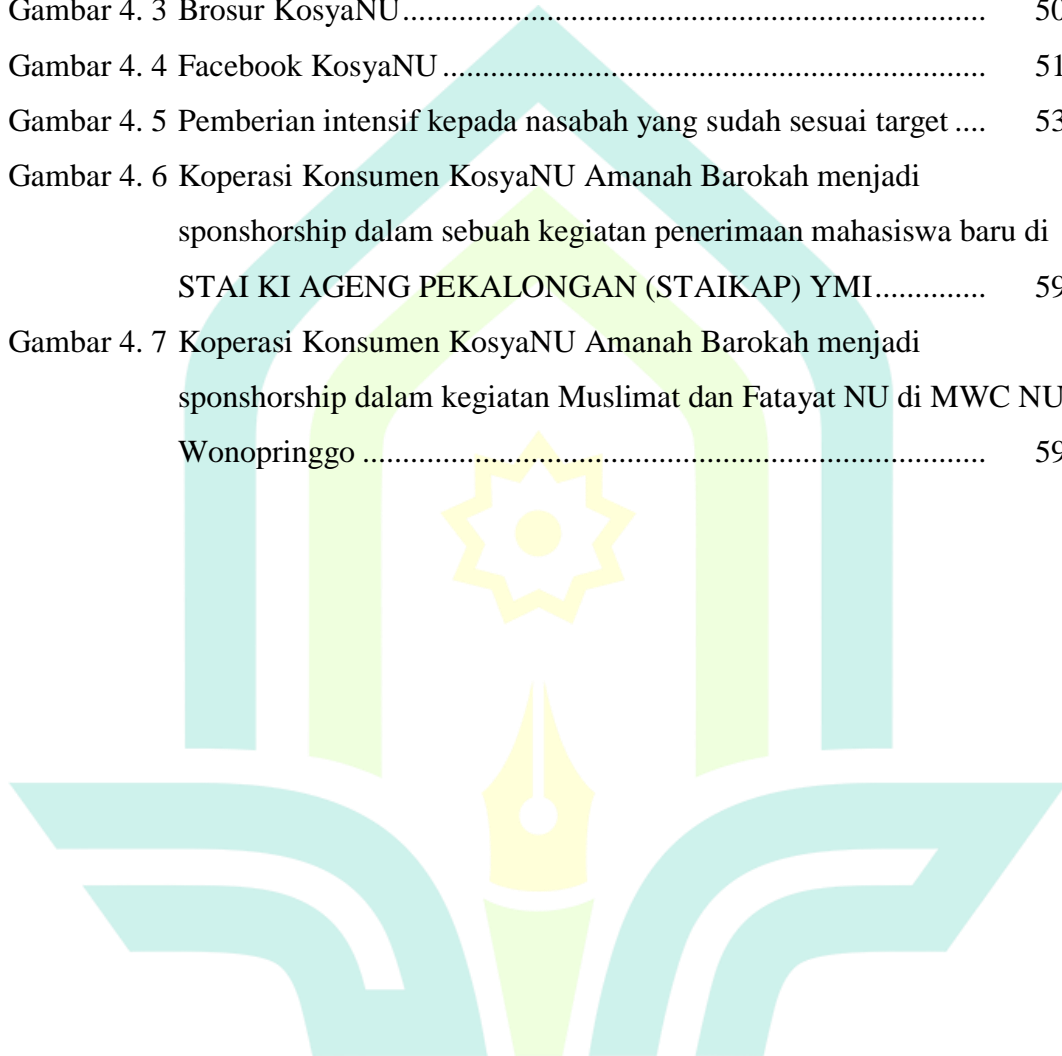 Gambar 4. 3 Brosur KosyaNU........................................................................ 50
Gambar 4. 4 Facebook KosyaNU ................................................................... 51
Gambar 4. 5 Pemberian intensif kepada nasabah yang sudah sesuai target .... 53
Gambar 4. 6 Koperasi Konsumen KosyaNU Amanah Barokah menjadi
sponshorship dalam sebuah kegiatan penerimaan mahasiswa baru di
STAI KI AGENG PEKALONGAN (STAIKAP) YMI.............. 59
Gambar 4. 7 Koperasi Konsumen KosyaNU Amanah Barokah menjadi
sponshorship dalam kegiatan Muslimat dan Fatayat NU di MWC NU
Wonopringgo ............................................................................. 59